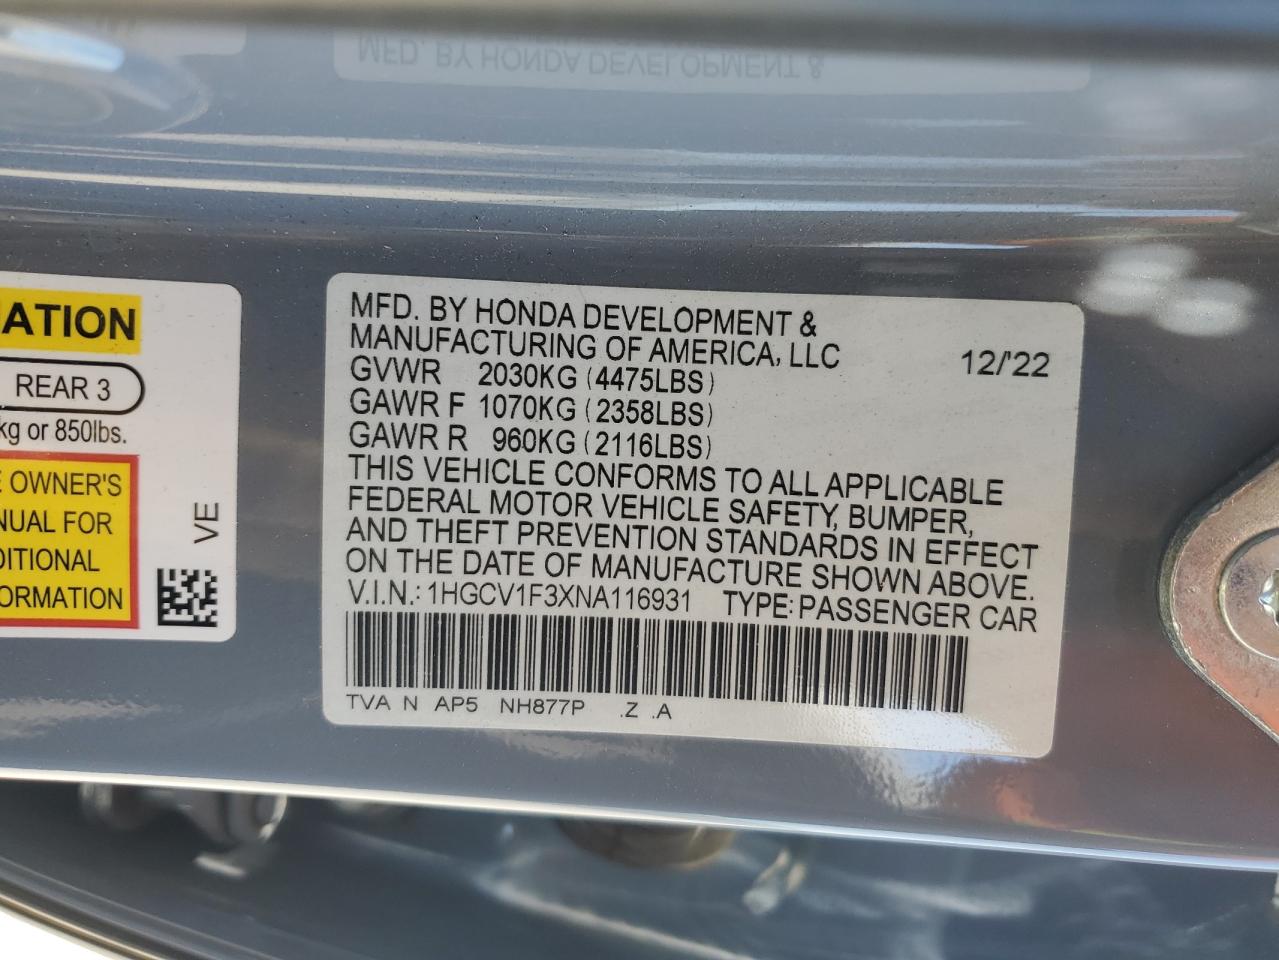 MFD. BY HONDA DEVELOPMENT &
MFD. BY HONDA DEVELOPMENT &
MANUFACTURING OF AMERICA, LLC 12/'22
GVWR 2030KG (4475LBS)
GAWR F 1070KG (2358LBS)
GAWR R 960KG (2116LBS)
THIS VEHICLE CONFORMS TO ALL APPLICABLE
FEDERAL MOTOR VEHICLE SAFETY, BUMPER,
AND THEFT PREVENTION STANDARDS IN EFFECT
ON THE DATE OF MANUFACTURE SHOWN ABOVE.
V.I.N.: 1HGCV1F3XNA116931 TYPE: PASSENGER CAR
TVA N AP5 NH877P .Z .A
MATION
REAR 3
kg or 850lbs.
E OWNER'S
NUAL FOR
DITIONAL
ORMATION
VE